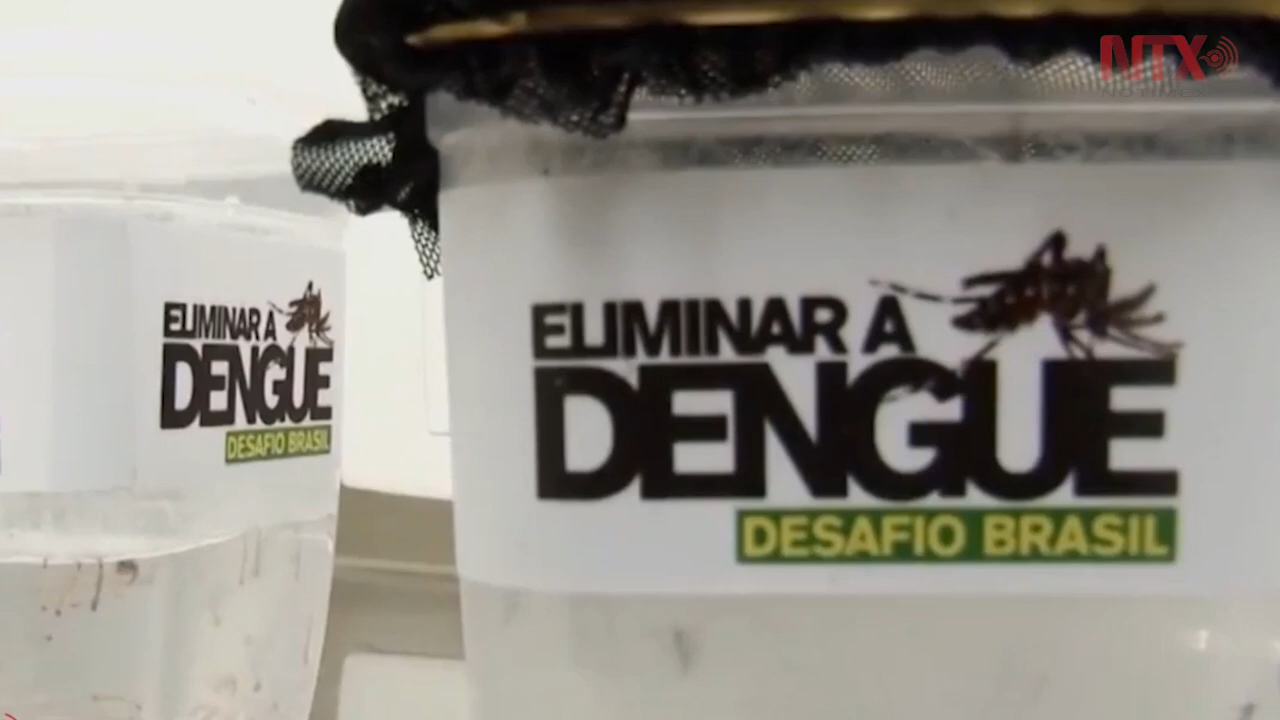 NTX
ELIMINAR A
DENGUE
DESAFIO BRASIL
ELIMINAR A
DENGUE
DESAFIO BRASIL